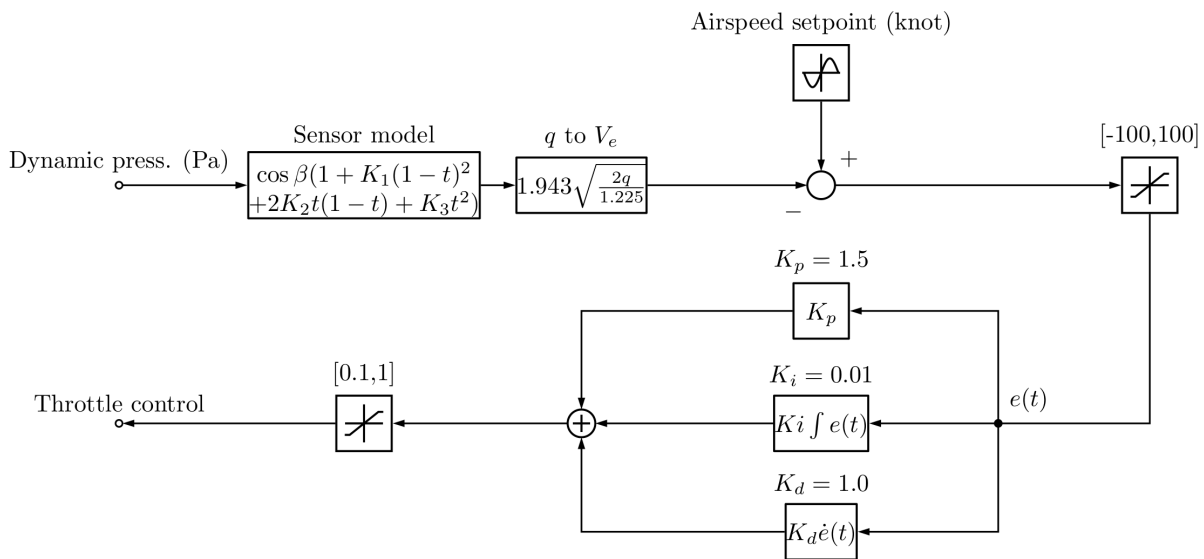 Airspeed setpoint (knot)
Sensor model
q to V_e
[-100,100]
Dynamic press. (Pa)
cos β(1 + K_1(1 − t)^2
+2K_2t(1 − t) + K_3t^2)
1.943√(2q/1.225)
+
−
K_p = 1.5
K_p
[0.1,1]
K_i = 0.01
Throttle control
+
Ki ∫ e(t)
e(t)
K_d = 1.0
K_d ė(t)